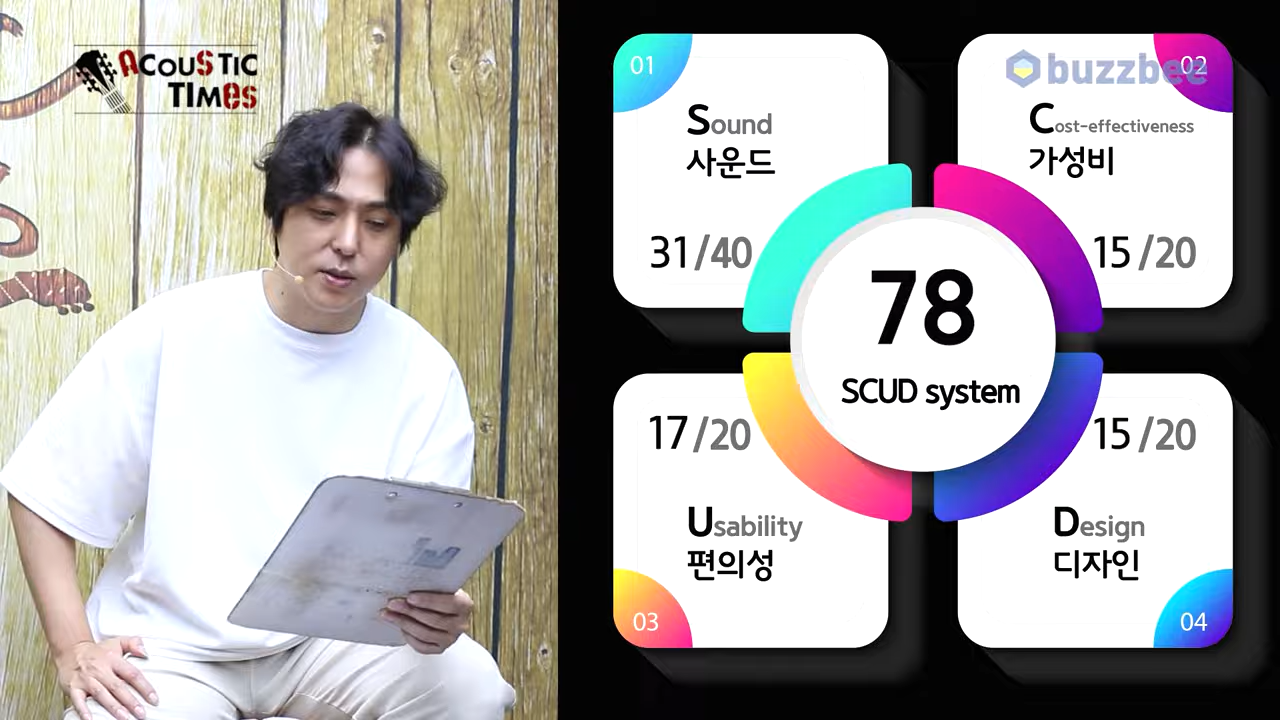 ACOUSTIC
TIMES
01
Sound
사운드
31/40
buzzbee
02
Cost-effectiveness
가성비
15/20
78
SCUD system
17/20
Usability
편의성
03
15/20
Design
디자인
04